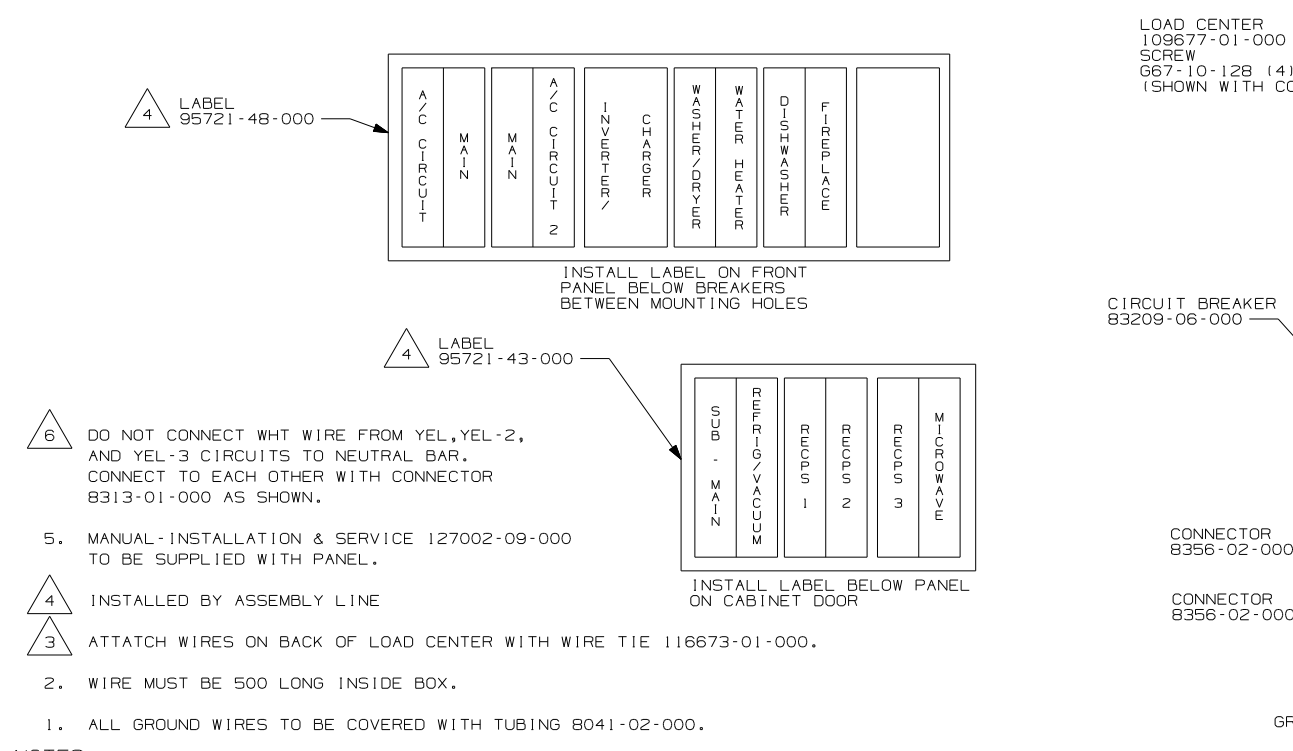 LOAD CENTER
109677-01-000
SCREW
G67-10-128 (4)
(SHOWN WITH
4
LABEL
95721-48-000
A/C CIRCUIT
MAIN
MAIN
A/C CIRCUIT 2
INVERTER/
CHARGER
WASHER/DRYER
WATER HEATER
DISHWASHER
FIREPLACE
INSTALL LABEL ON FRONT
PANEL BELOW BREAKERS
BETWEEN MOUNTING HOLES
CIRCUIT BREAKER
83209-06-000
4
LABEL
95721-43-000
SUB-MAIN
REFRIG/VACUUM
RECPS 1
RECPS 2
RECPS 3
MICROWAVE
INSTALL LABEL BELOW PANEL
ON CABINET DOOR
6 DO NOT CONNECT WHT WIRE FROM YEL,YEL-2,
AND YEL-3 CIRCUITS TO NEUTRAL BAR.
CONNECT TO EACH OTHER WITH CONNECTOR
8313-01-000 AS SHOWN.
5. MANUAL-INSTALLATION & SERVICE 127002-09-000
TO BE SUPPLIED WITH PANEL.
4 INSTALLED BY ASSEMBLY LINE
3 ATTATCH WIRES ON BACK OF LOAD CENTER WITH WIRE TIE 116673-01-000.
2. WIRE MUST BE 500 LONG INSIDE BOX.
1. ALL GROUND WIRES TO BE COVERED WITH TUBING 8041-02-000.
CONNECTOR
8356-02-000
CONNECTOR
8356-02-000